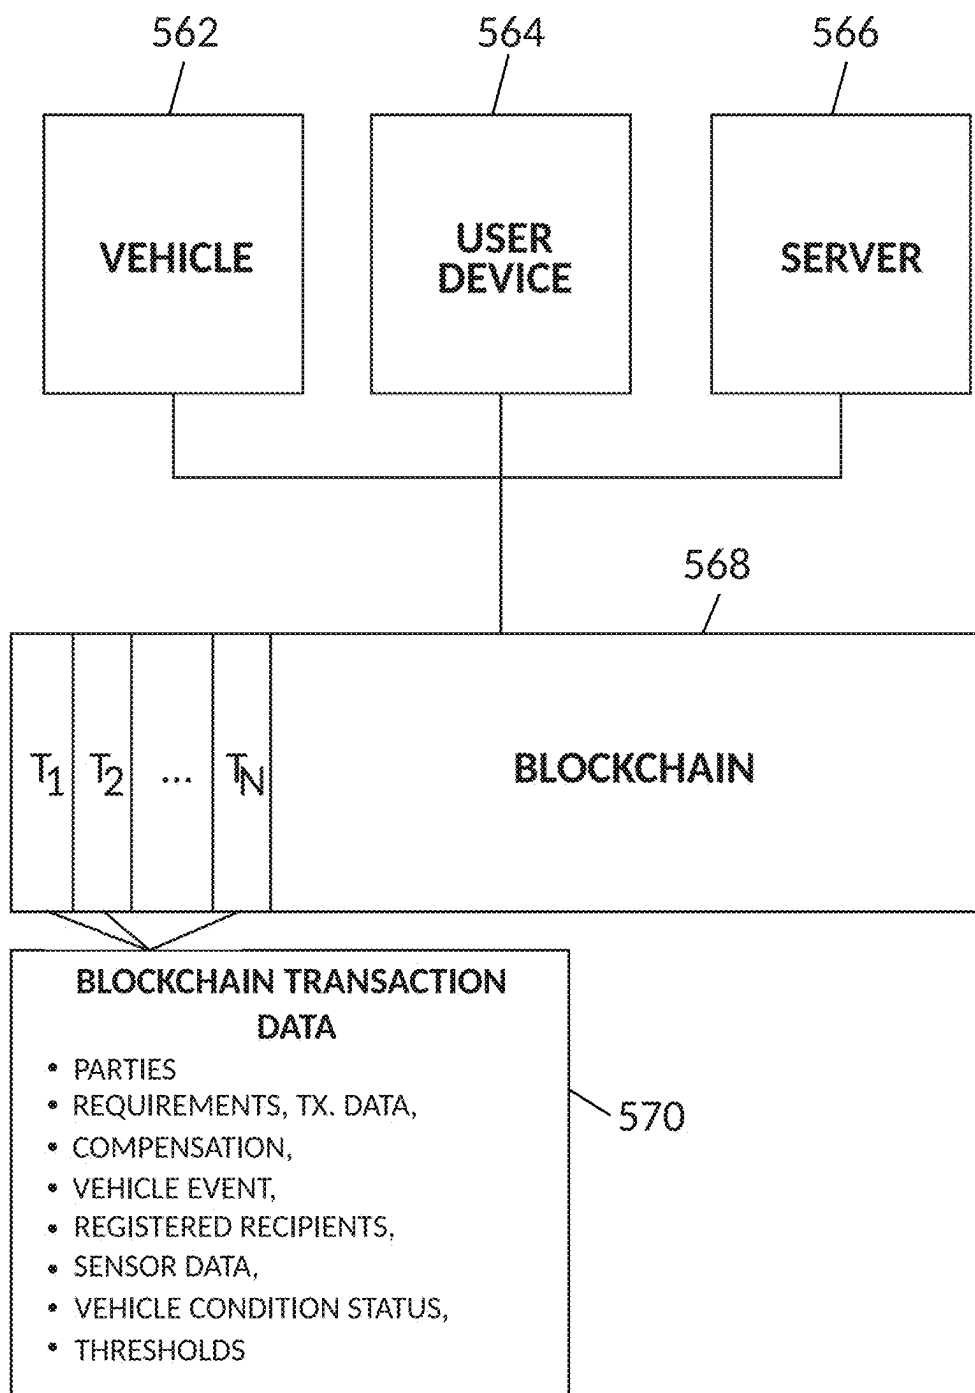 562 564 566
VEHICLE
USER
DEVICE
SERVER
568
T1 T2 ... TN BLOCKCHAIN
BLOCKCHAIN TRANSACTION
DATA
• PARTIES
• REQUIREMENTS, TX. DATA,
• COMPENSATION,
• VEHICLE EVENT,
• REGISTERED RECIPIENTS,
• SENSOR DATA,
• VEHICLE CONDITION STATUS,
• THRESHOLDS
570